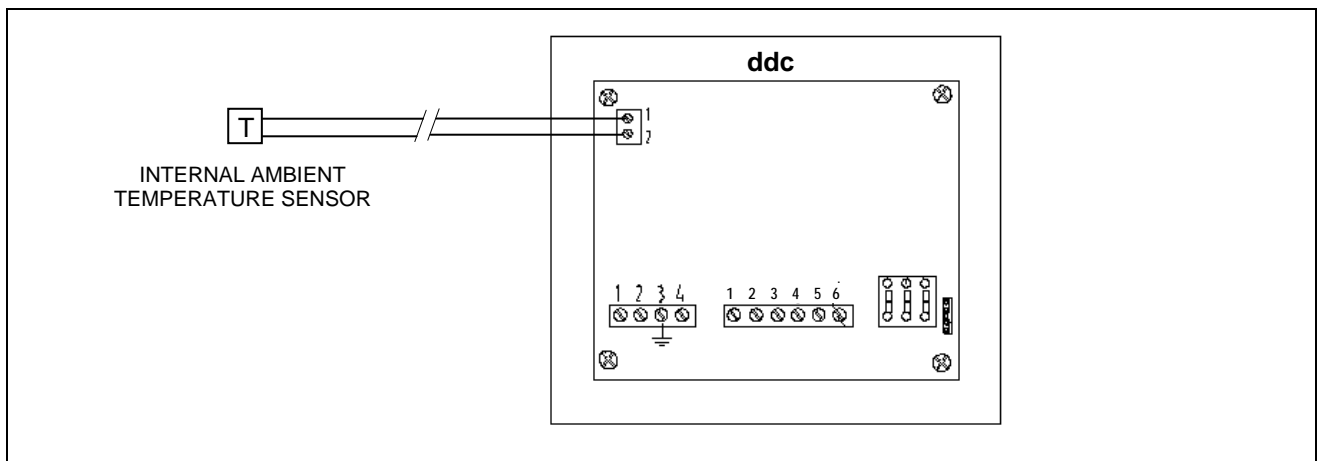 ddc
T
1
2
INTERNAL AMBIENT
TEMPERATURE SENSOR
1 2 3 4
1 2 3 4 5 6